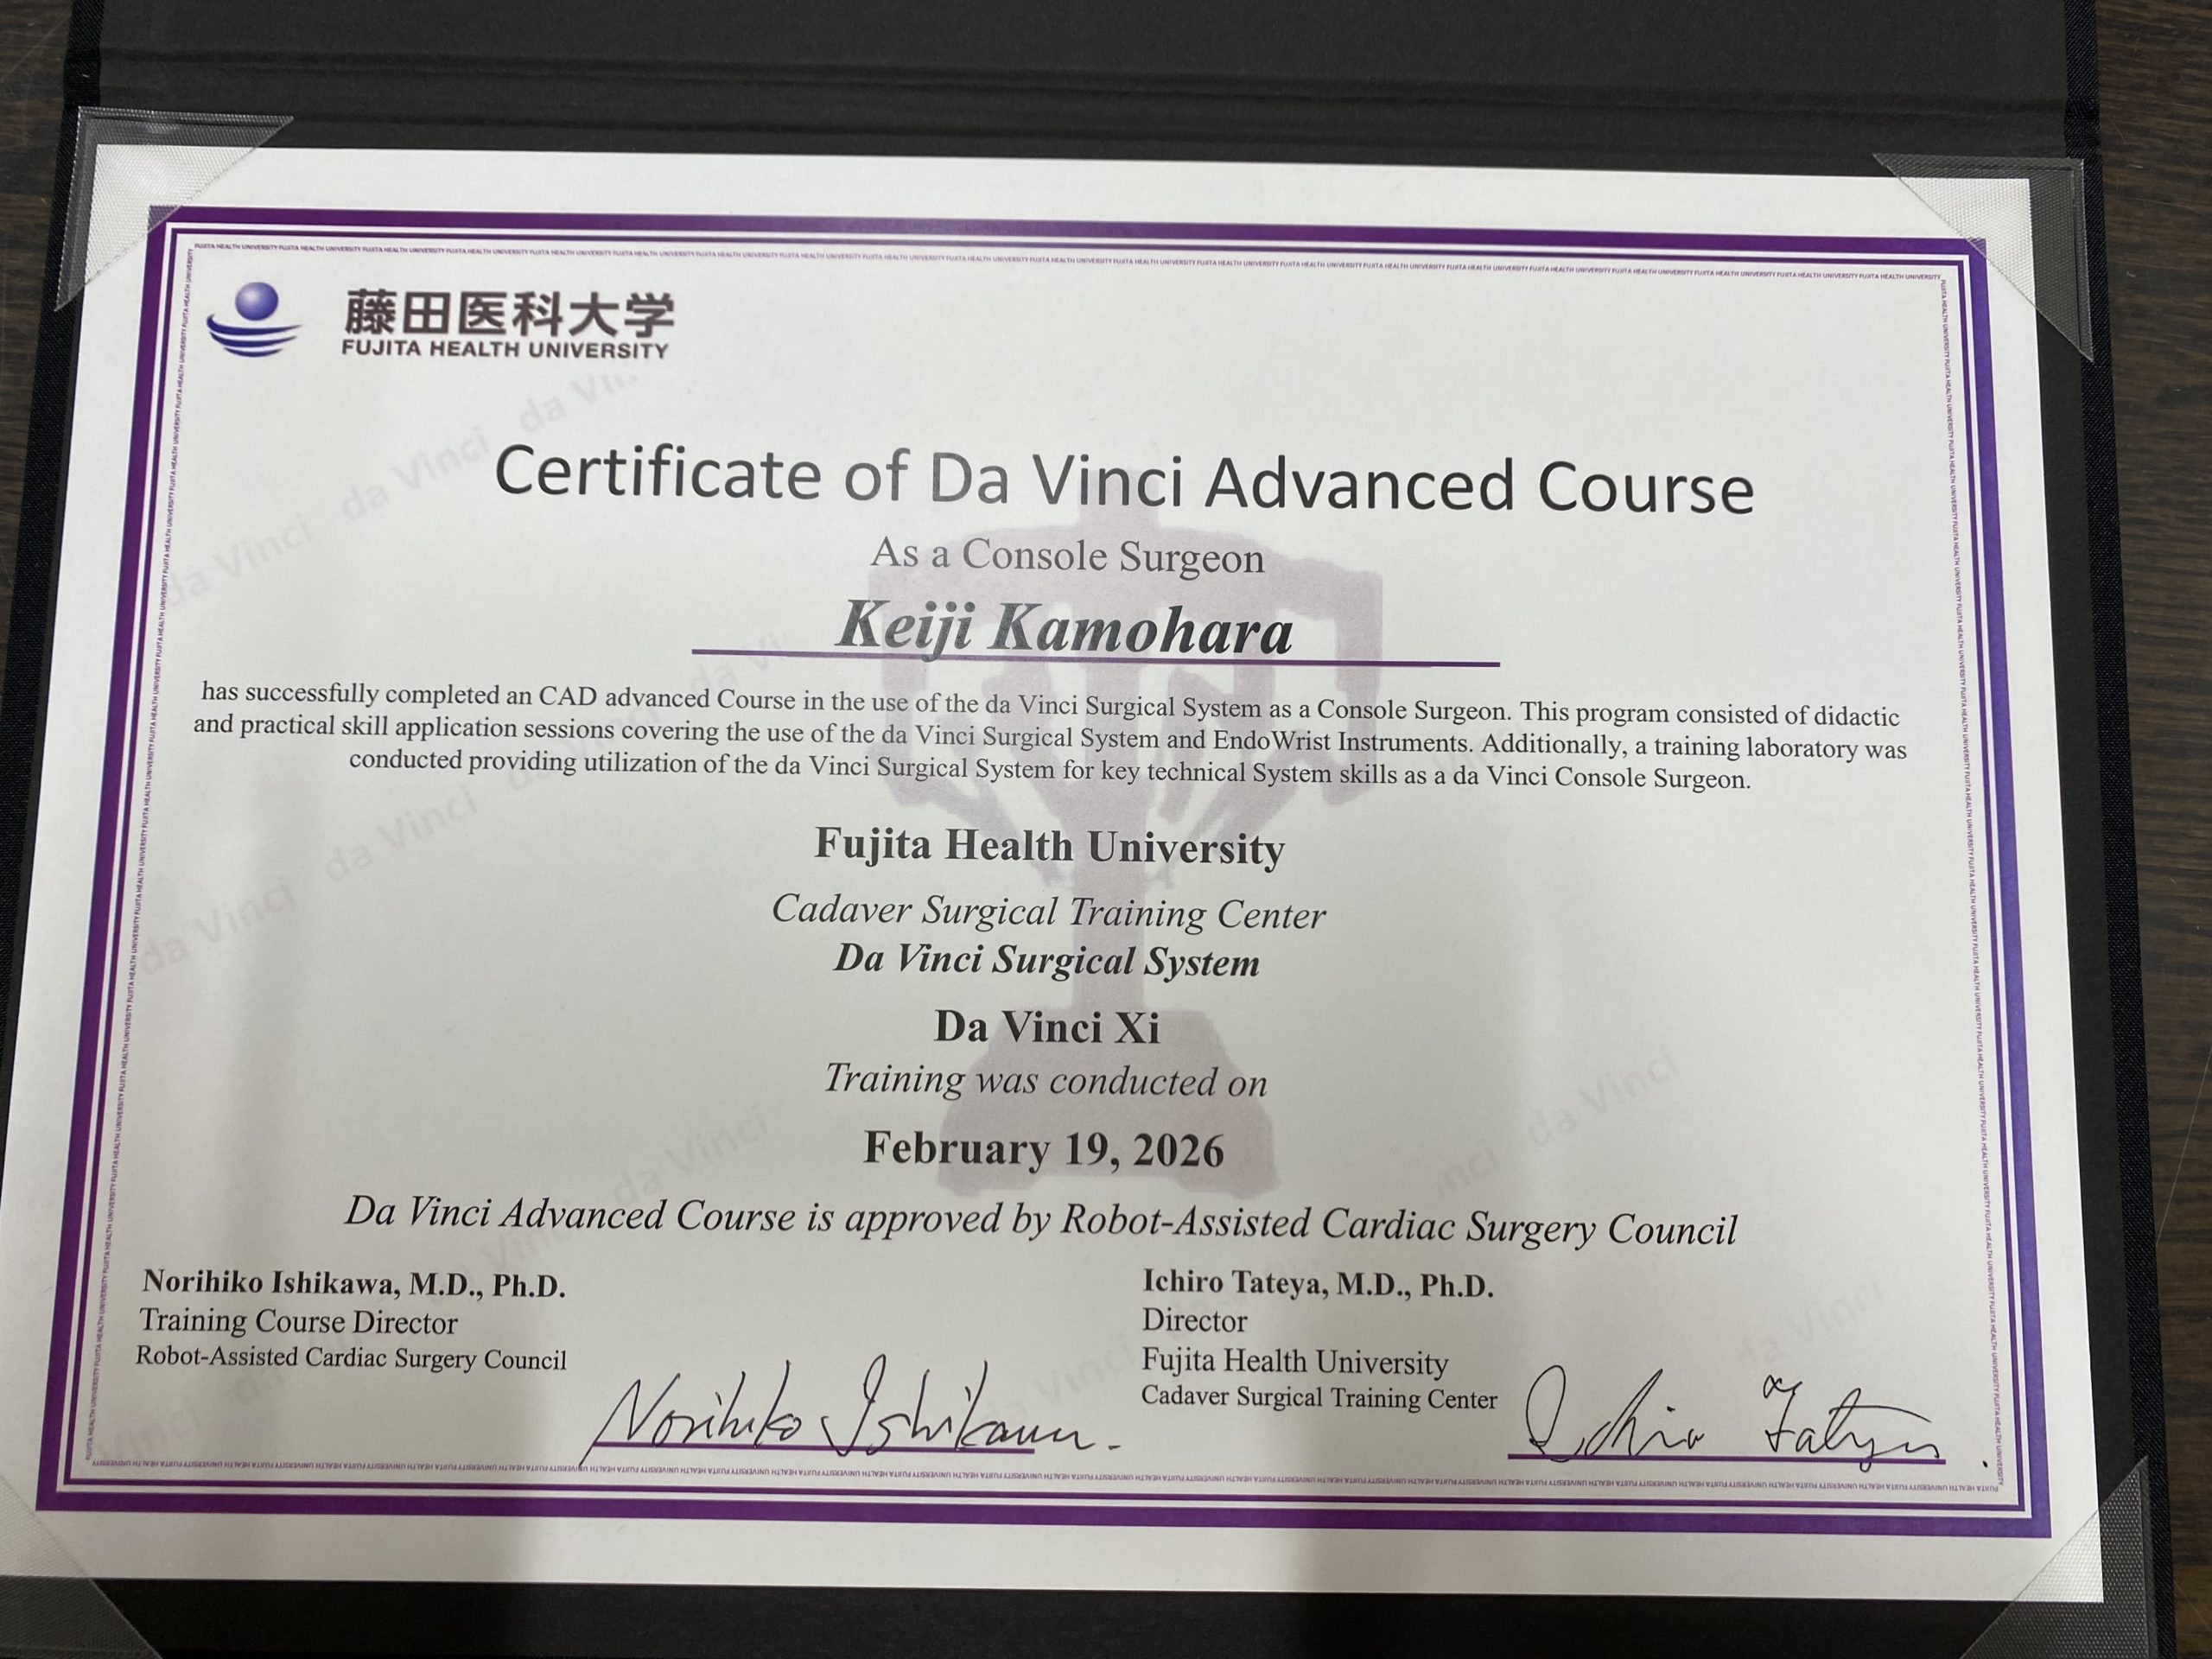 藤田医科大学
FUJITA HEALTH UNIVERSITY
Certificate of Da Vinci Advanced Course
As a Console Surgeon
Keiji Kamohara
has successfully completed an CAD advanced Course in the use of the da Vinci Surgical System as a Console Surgeon. This program consisted of didactic
and practical skill application sessions covering the use of the da Vinci Surgical System and EndoWrist Instruments. Additionally, a training laboratory was
conducted providing utilization of the da Vinci Surgical System for key technical System skills as a da Vinci Console Surgeon.
Fujita Health University
Cadaver Surgical Training Center
Da Vinci Surgical System
Da Vinci Xi
Training was conducted on
February 19, 2026
Da Vinci Advanced Course is approved by Robot-Assisted Cardiac Surgery Council
Norihiko Ishikawa, M.D., Ph.D.
Training Course Director
Robot-Assisted Cardiac Surgery Council
Norihiko Ishikawa
Ichiro Tateya, M.D., Ph.D.
Director
Fujita Health University
Cadaver Surgical Training Center